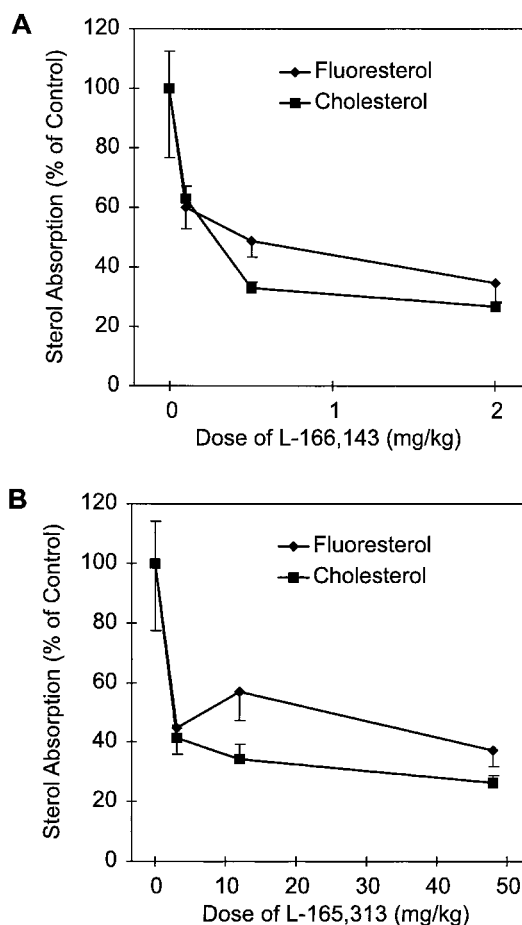 A
Sterol Absorption (% of Control)
120
100
80
60
40
20
0
Fluoresterol
Cholesterol
0 1 2
Dose of L-166,143 (mg/kg)
B
Sterol Absorption (% of Control)
120
100
80
60
40
20
0
Fluoresterol
Cholesterol
0 10 20 30 40 50
Dose of L-165,313 (mg/kg)